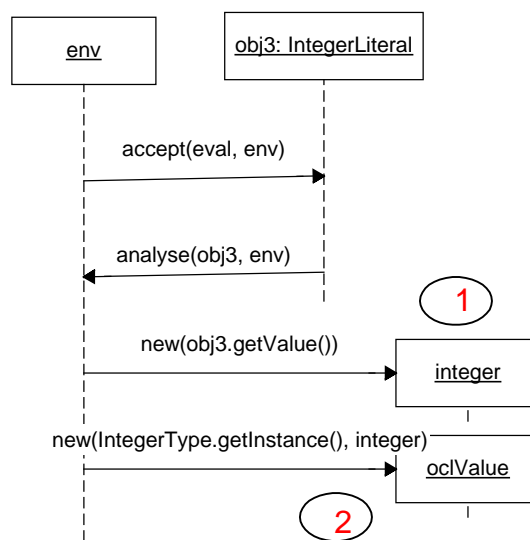 env
obj3: IntegerLiteral
accept(eval, env)
analyse(obj3, env)
1
new(obj3.getValue())
integer
new(IntegerType.getInstance(), integer)
oclValue
2